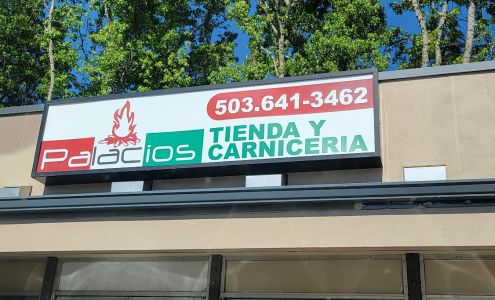 503.641-3462
Palacios
TIENDA Y
CARNICERIA